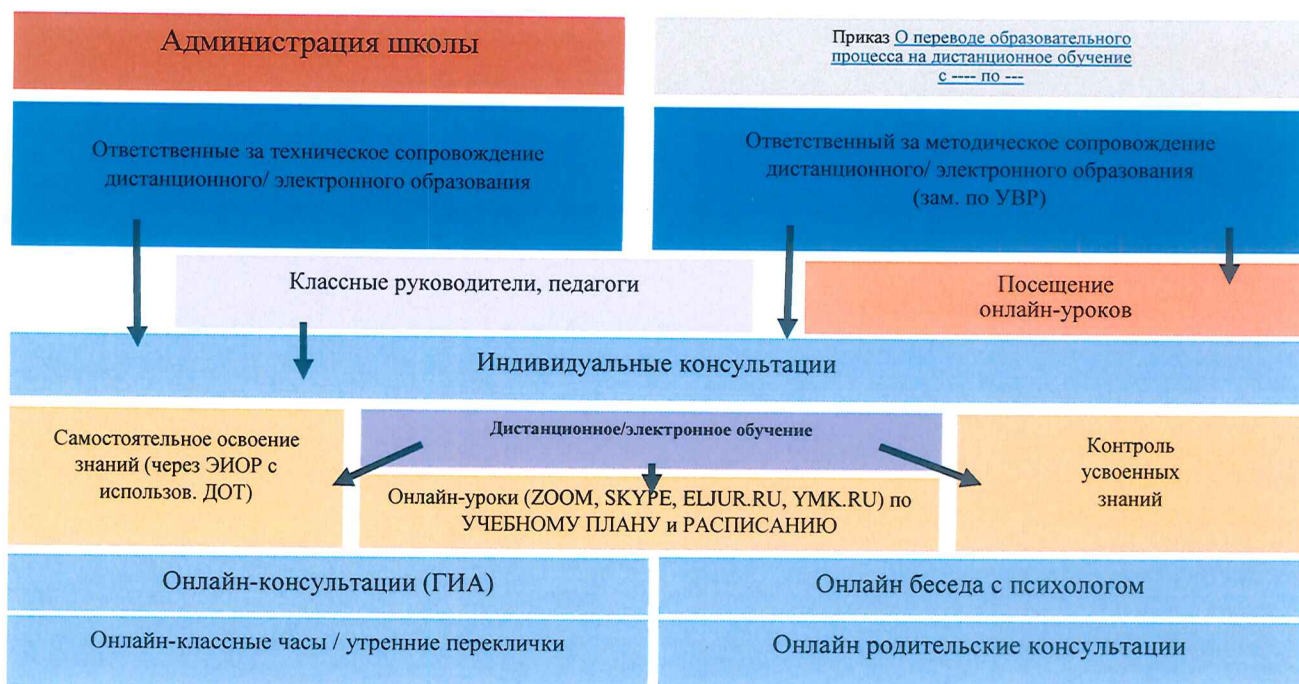 Администрация школы
Приказ О переводе образовательного
процесса на дистанционное обучение
с ---- по ---
Ответственные за техническое сопровождение
дистанционного/ электронного образования
Ответственный за методическое сопровождение
дистанционного/ электронного образования
(зам. по УВР)
Классные руководители, педагоги
Посещение
онлайн-уроков
Индивидуальные консультации
Самостоятельное освоение
знаний (через ЭИОР с
использов. ДОТ)
Дистанционное/электронное обучение
Онлайн-уроки (ZOOM, SKYPE, ELJUR.RU, YMK.RU) по
УЧЕБНОМУ ПЛАНУ и РАСПИСАНИЮ
Контроль
усвоенных
знаний
Онлайн-консультации (ГИА)
Онлайн беседа с психологом
Онлайн-классные часы / утренние переклички
Онлайн родительские консультации